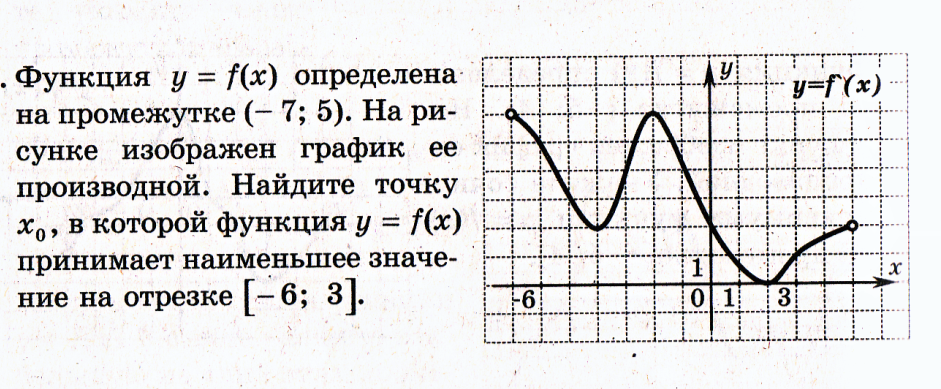 . Функция y = f(x) определена
на промежутке (– 7; 5). На ри-
сунке изображен график ее
производной. Найдите точку
x₀, в которой функция y = f(x)
принимает наименьшее значе-
ние на отрезке [– 6; 3].
y
y=f′(x)
1
x
-6
0
1
3